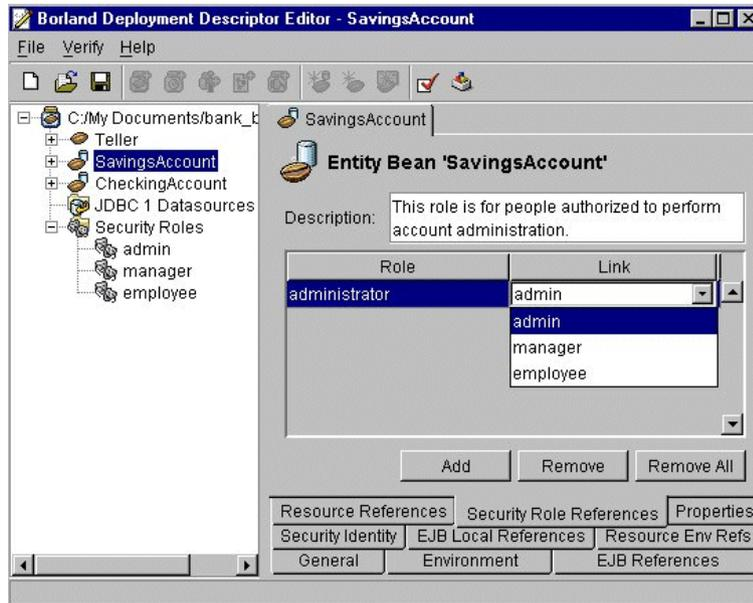 Borland Deployment Descriptor Editor - SavingsAccount
File Verify Help
C:/My Documents/bank_b
Teller
SavingsAccount
CheckingAccount
JDBC 1 Datasources
Security Roles
admin
manager
employee
SavingsAccount
Entity Bean 'SavingsAccount'
Description:
This role is for people authorized to perform
account administration.
Role Link
administrator admin
admin
manager
employee
Add Remove Remove All
Resource References Security Role References Properties
Security Identity EJB Local References Resource Env Refs
General Environment EJB References